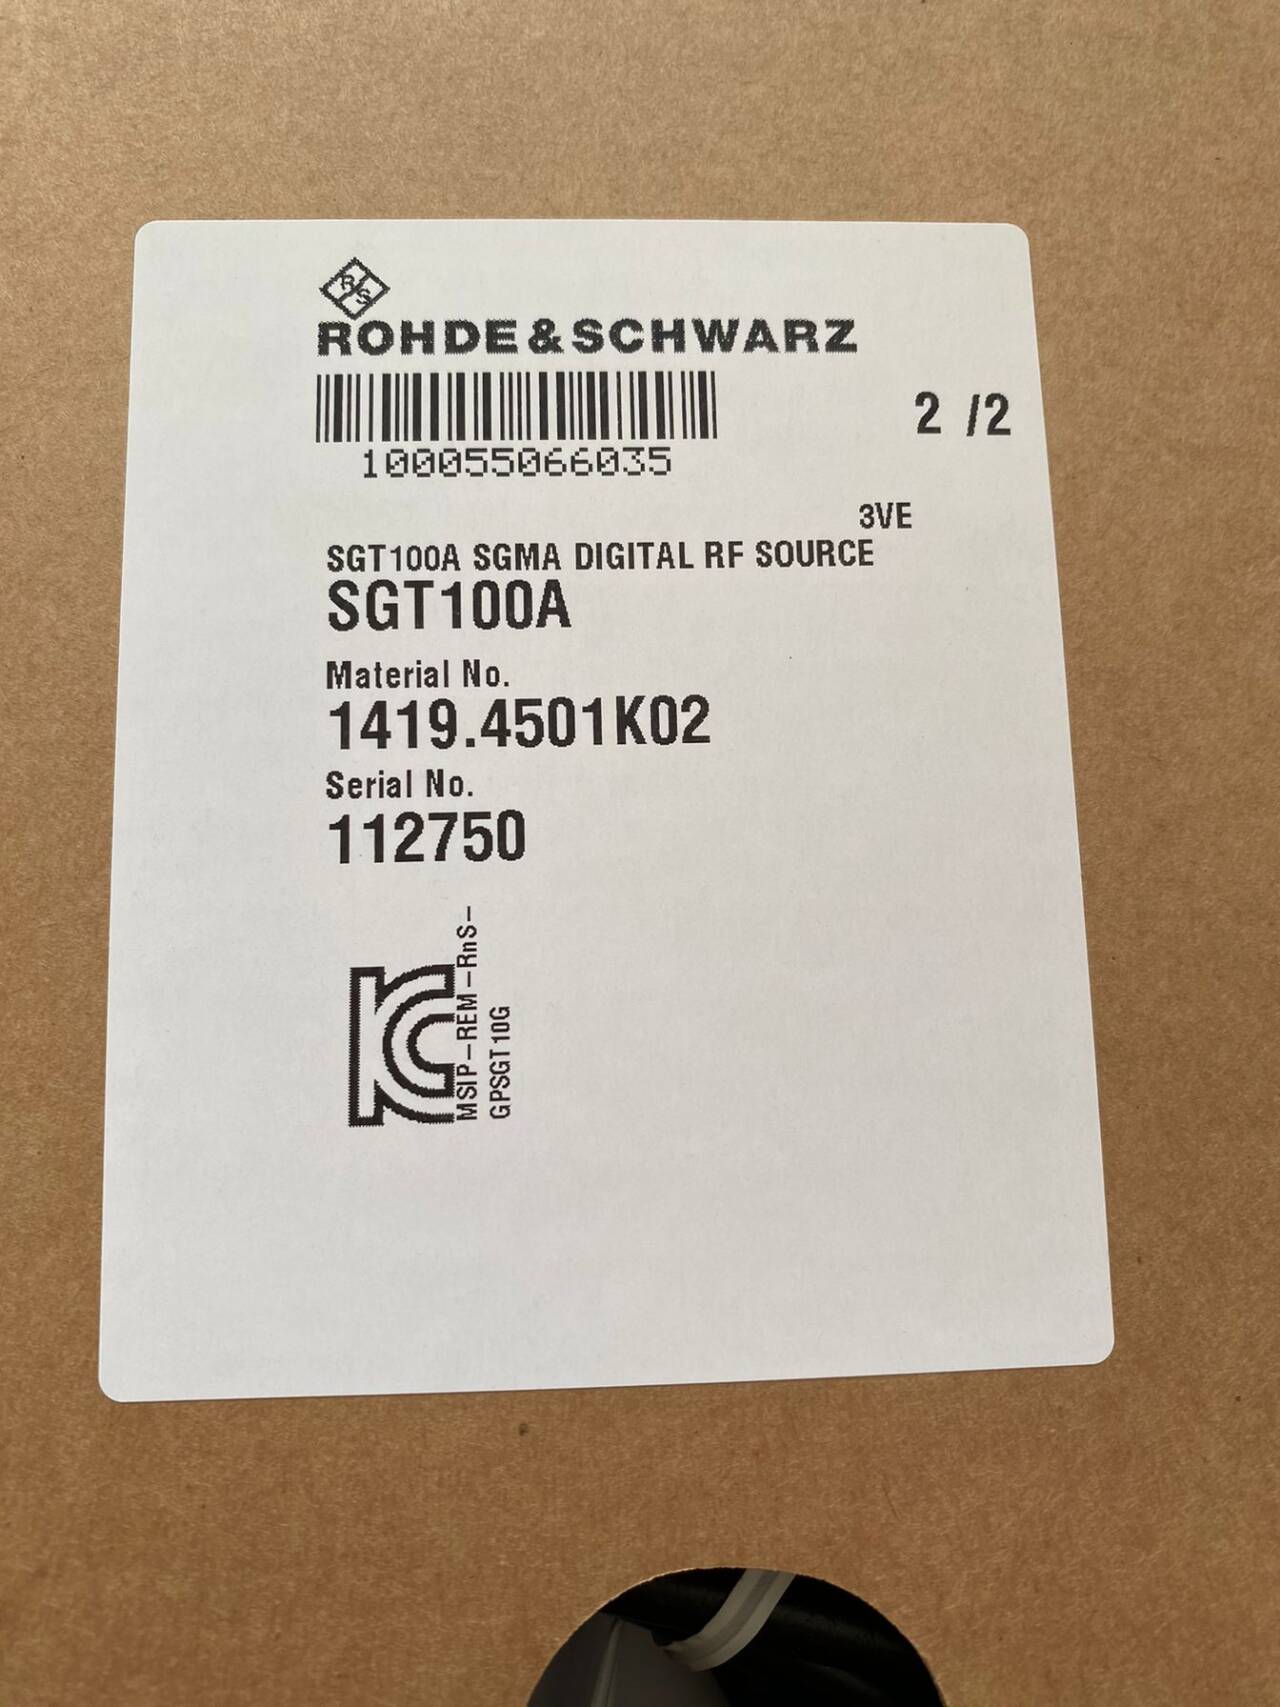 R/S
ROHDE&SCHWARZ
2 /2
100055066035
3VE
SGT100A SGMA DIGITAL RF SOURCE
SGT100A
Material No.
1419.4501K02
Serial No.
112750
MSIP-REM-RnS-
GPSGT10G